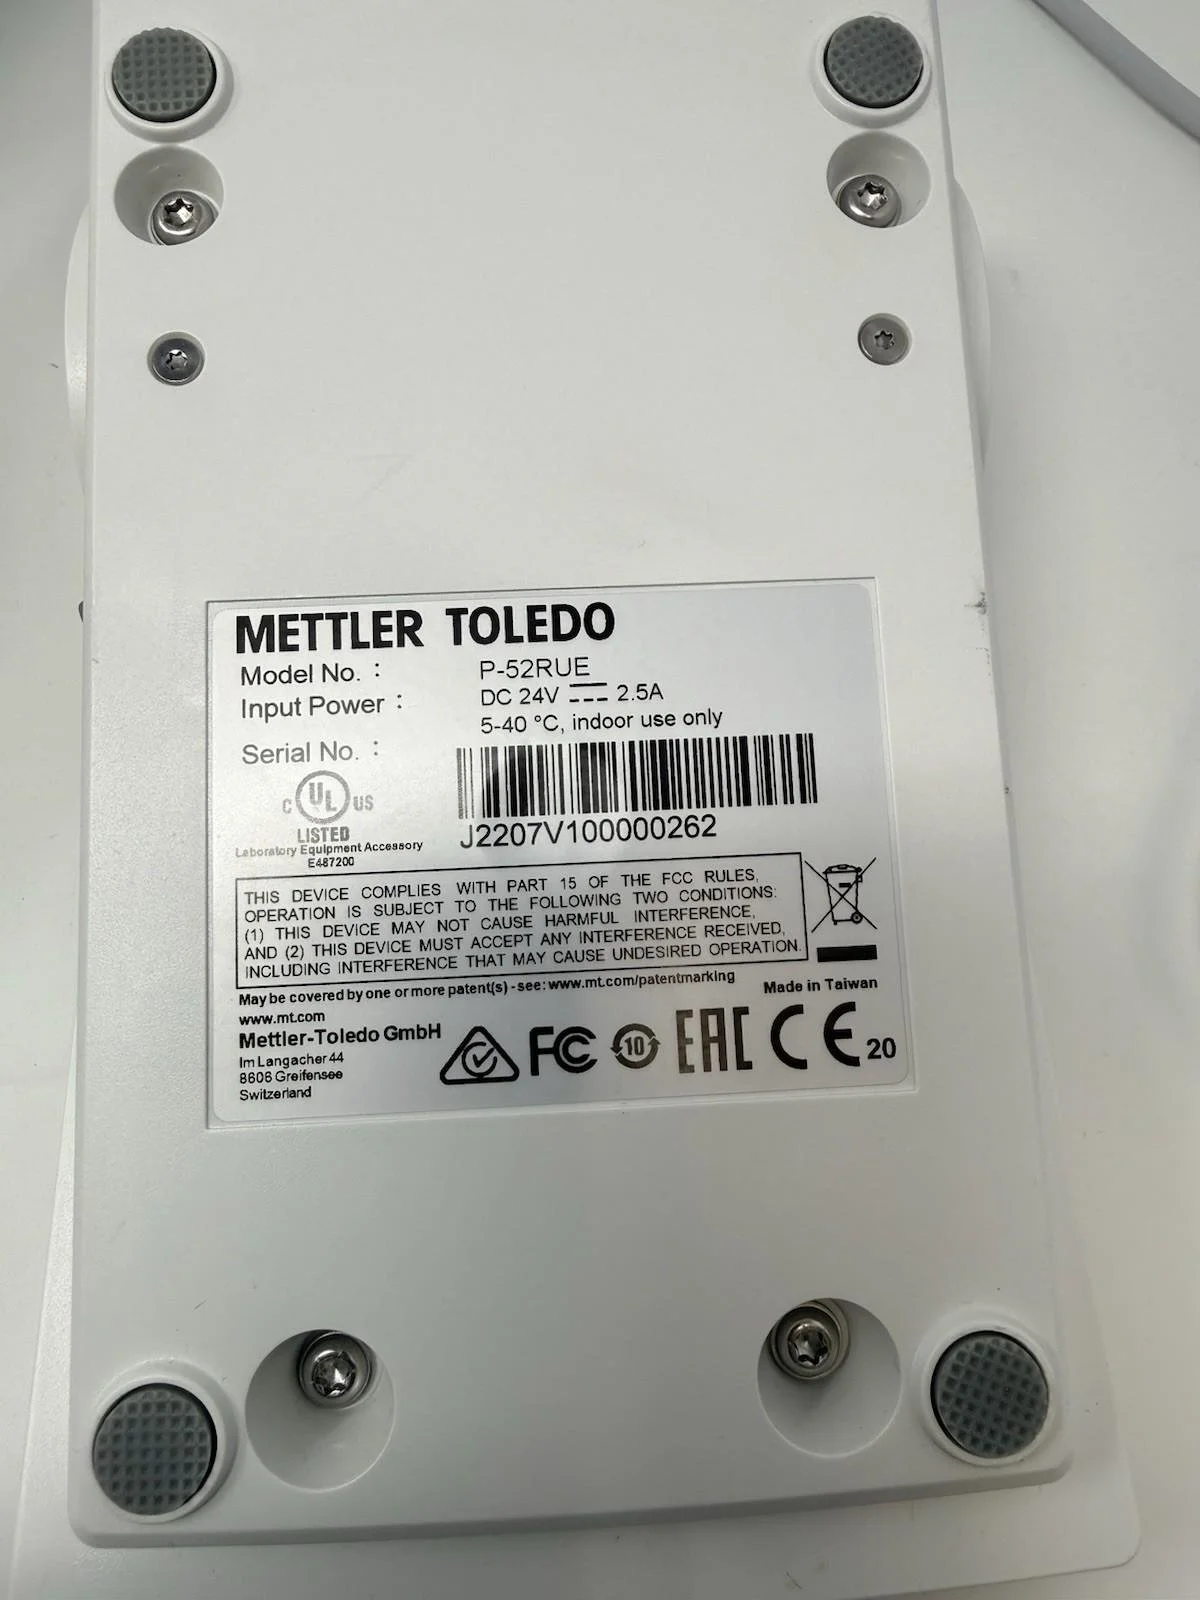 METTLER TOLEDO
Model No. : P-52RUE
Input Power : DC 24V 2.5A
5-40 °C, indoor use only
Serial No. :
J2207V100000262
C UL US
LISTED
Laboratory Equipment Accessory
E487200
THIS DEVICE COMPLIES WITH PART 15 OF THE FCC RULES,
OPERATION IS SUBJECT TO THE FOLLOWING TWO CONDITIONS:
(1) THIS DEVICE MAY NOT CAUSE HARMFUL INTERFERENCE,
AND (2) THIS DEVICE MUST ACCEPT ANY INTERFERENCE RECEIVED,
INCLUDING INTERFERENCE THAT MAY CAUSE UNDESIRED OPERATION.
May be covered by one or more patent(s) - see: www.mt.com/patentmarking
Made in Taiwan
www.mt.com
Mettler-Toledo GmbH
Im Langacher 44
8606 Greifensee
Switzerland
FC 10 EAC CE 20